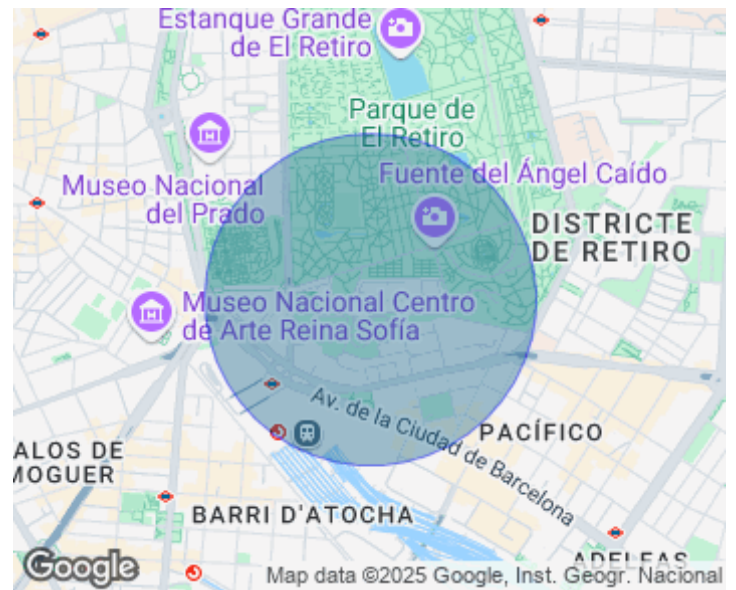 Estanque Grande
de El Retiro
Parque de
El Retiro
Museo Nacional
del Prado
Fuente del Ángel Caído
DISTRICTE
DE RETIRO
Museo Nacional Centro
de Arte Reina Sofía
Av. de la Ciudad de Barcelona
PACÍFICO
ALOS DE
MOGUER
BARRI D'ATOCHA
ADELFAS
Google
Map data ©2025 Google, Inst. Geogr. Nacional